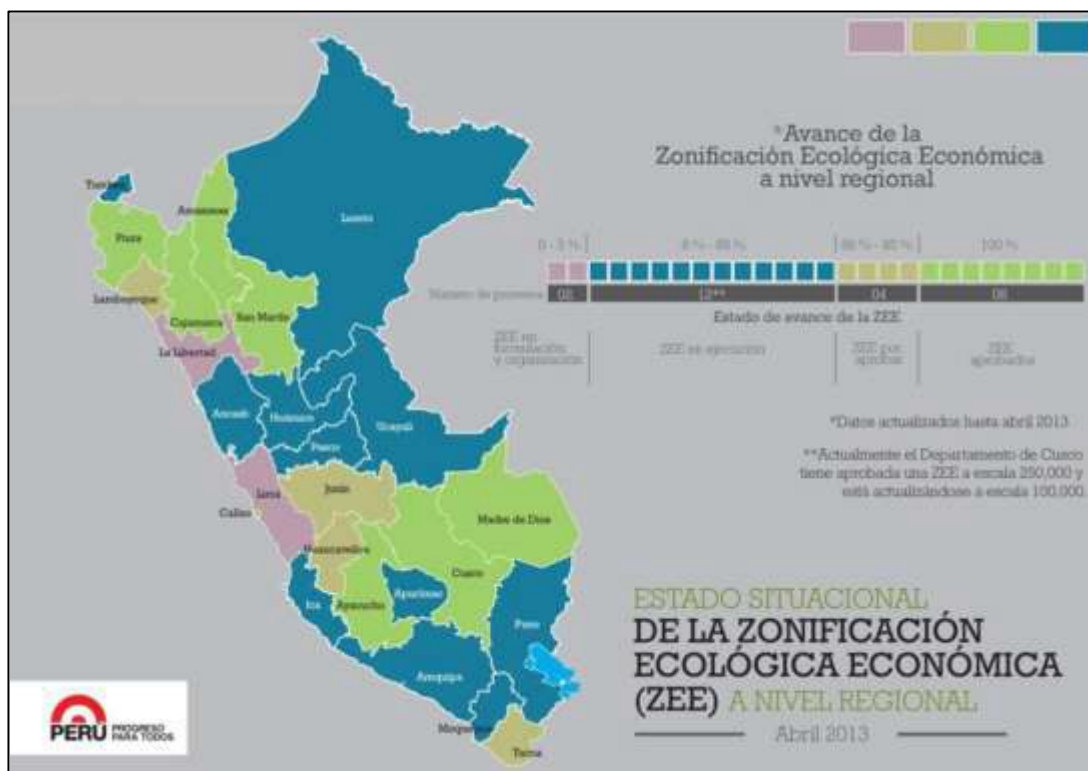 *Avance de la
Zonificación Ecológica Económica
a nivel regional
100 %
Número de procesos 02 12** 04 08
Estado de avance de la ZEE
ZEE en
formulación
y organización
ZEE en ejecución
ZEE por
aprobar
ZEE
aprobados
*Datos actualizados hasta abril 2013
**Actualmente el Departamento de Cusco
tiene aprobada una ZEE a escala 250,000 y
está actualizándose a escala 100,000.
Tumbes
Piura
Amazonas
Loreto
Lambayeque
Cajamarca
San Martín
La Libertad
Ancash
Huánuco
Ucayali
Pasco
Lima
Callao
Junín
Madre de Dios
Huancavelica
Cusco
Ica
Ayacucho
Apurímac
Puno
Arequipa
Moquegua
Tacna
ESTADO SITUACIONAL
DE LA ZONIFICACIÓN
ECOLÓGICA ECONÓMICA
(ZEE) A NIVEL REGIONAL
Abril 2013
PERÚ PROGRESO
PARA TODOS